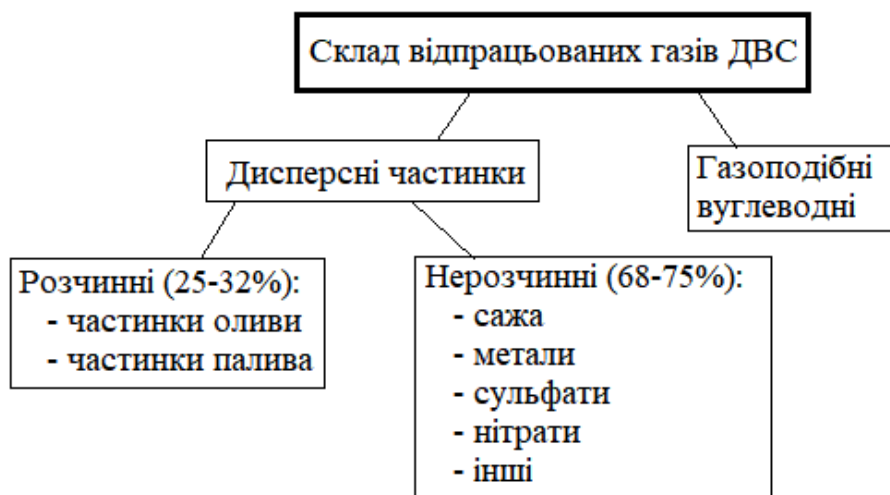 Склад відпрацьованих газів ДВС
Дисперсні частинки
Газоподібні
вуглеводні
Розчинні (25-32%):
- частинки оливи
- частинки палива
Нерозчинні (68-75%):
- сажа
- метали
- сульфати
- нітрати
- інші